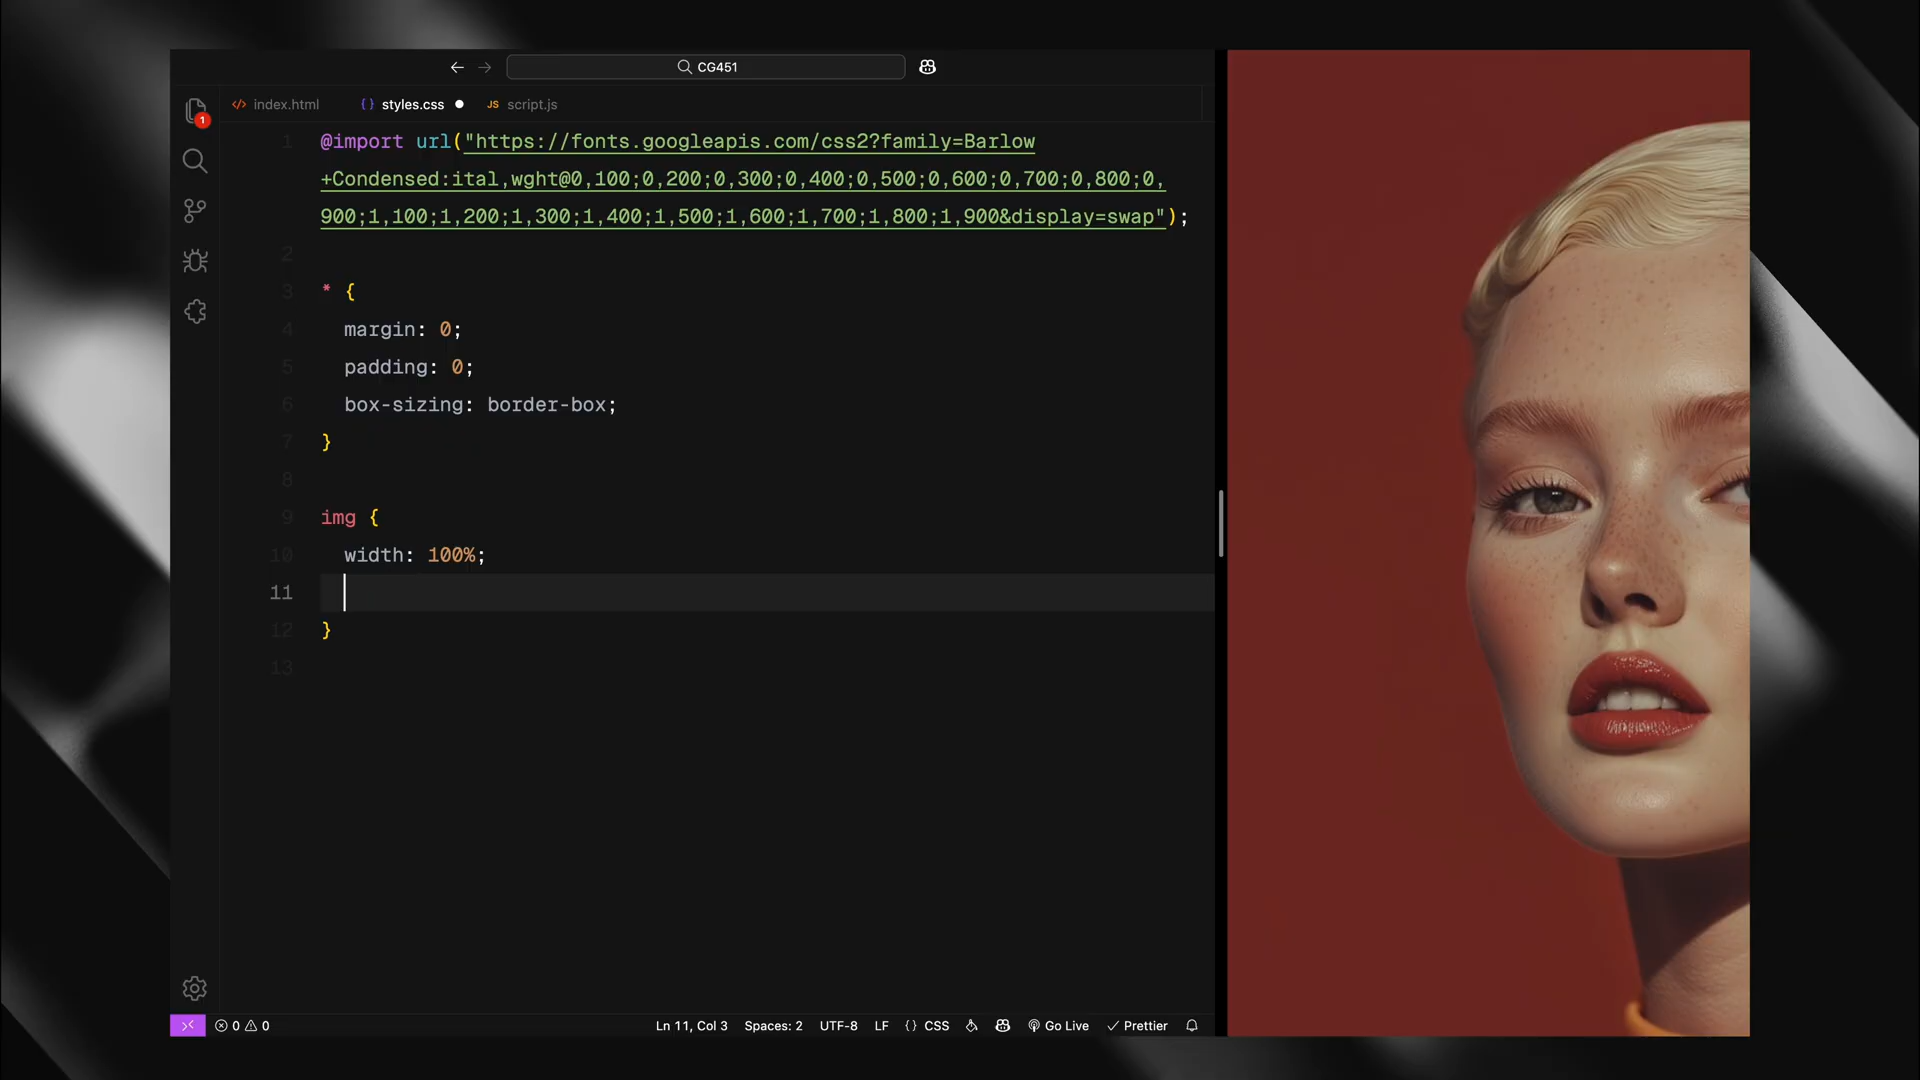 CG451
index.html
{ } styles.css
JS script.js
1
1 @import url("https://fonts.googleapis.com/css2?family=Barlow
+Condensed:ital,wght@0,100;0,200;0,300;0,400;0,500;0,600;0,700;0,800;0,
900;1,100;1,200;1,300;1,400;1,500;1,600;1,700;1,800;1,900&display=swap");
2
3 * {
4 margin: 0;
5 padding: 0;
6 box-sizing: border-box;
7 }
8
9 img {
10 width: 100%;
11
12 }
13
0 0 Ln 11, Col 3 Spaces: 2 UTF-8 LF {} CSS Go Live Prettier